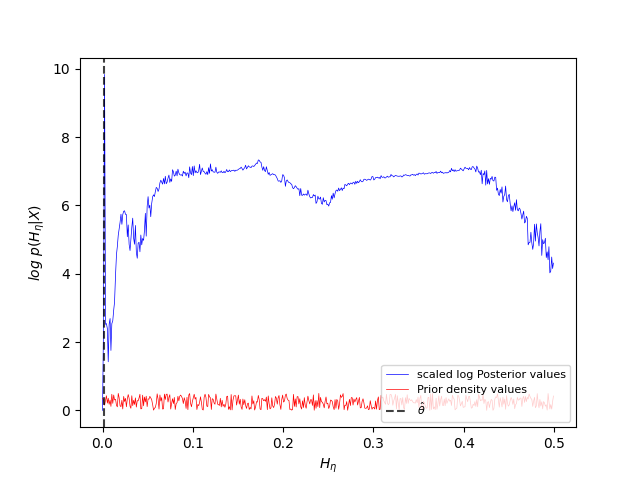 10
8
6
4
2
0
log p(H_η|X)
scaled log Posterior values
Prior density values
θ̂
0.0 0.1 0.2 0.3 0.4 0.5
H_η